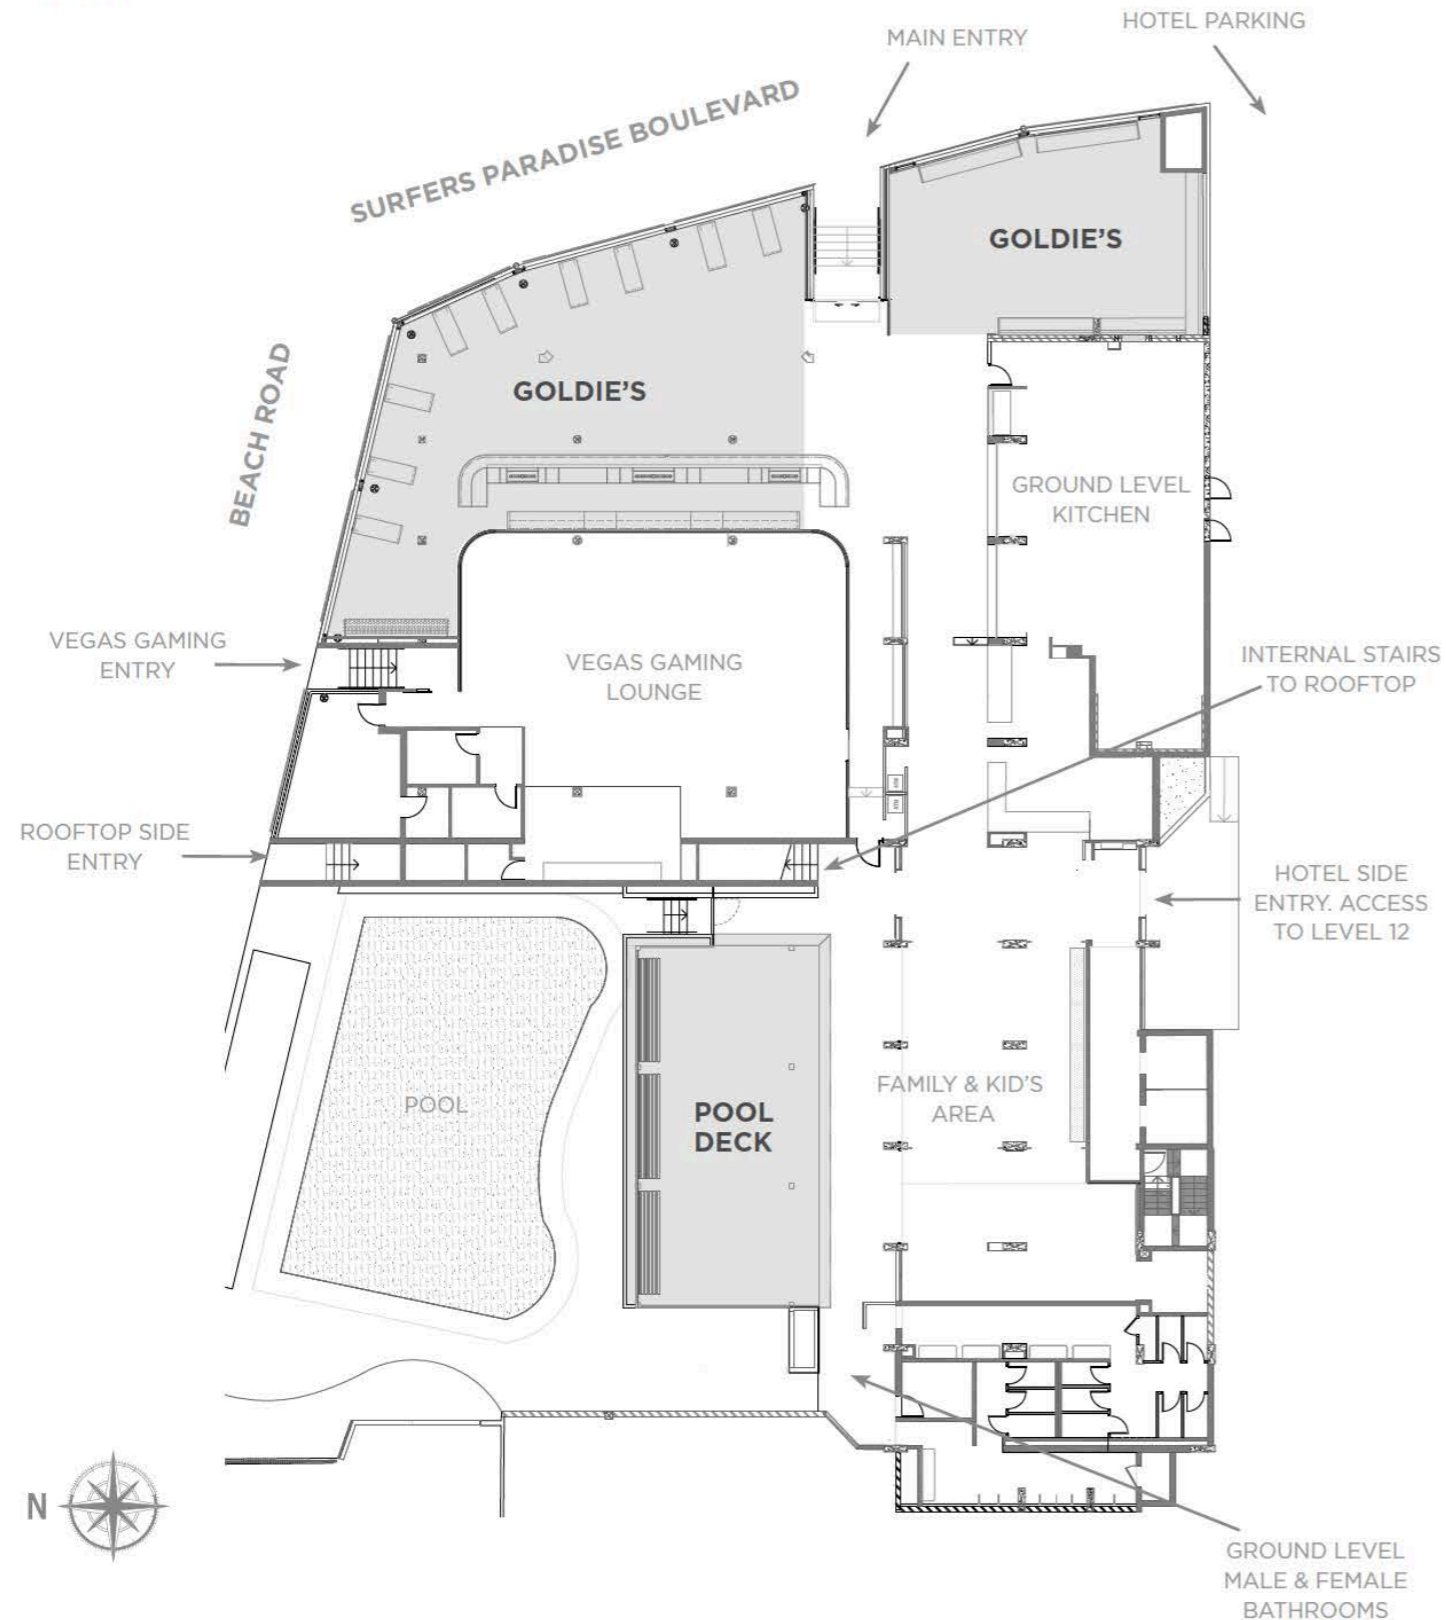 HOTEL PARKING
MAIN ENTRY
SURFERS PARADISE BOULEVARD
GOLDIE'S
GOLDIE'S
BEACH ROAD
GROUND LEVEL
KITCHEN
VEGAS GAMING
ENTRY
VEGAS GAMING
LOUNGE
INTERNAL STAIRS
TO ROOFTOP
ROOFTOP SIDE
ENTRY
HOTEL SIDE
ENTRY. ACCESS
TO LEVEL 12
POOL
POOL
DECK
FAMILY & KID'S
AREA
N
GROUND LEVEL
MALE & FEMALE
BATHROOMS